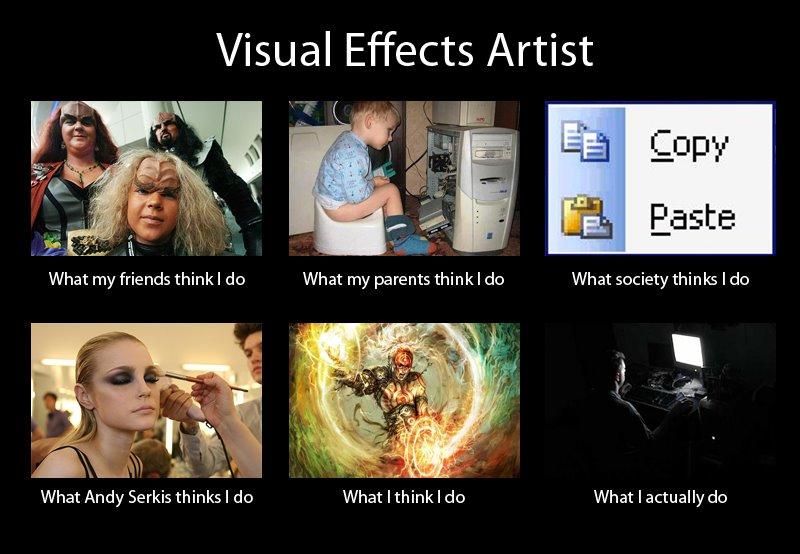 Visual Effects Artist
Copy
Paste
What my friends think I do
What my parents think I do
What society thinks I do
What Andy Serkis thinks I do
What I think I do
What I actually do